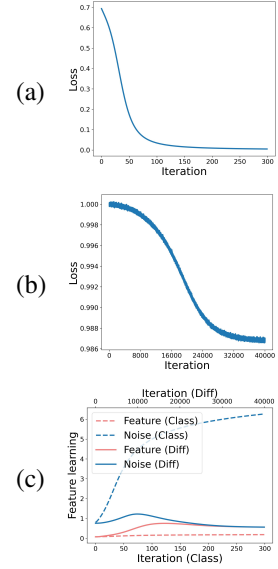 (a)
Loss
0.7
0.6
0.5
0.4
0.3
0.2
0.1
0.0
0 50 100 150 200 250 300
Iteration
(b)
Loss
1.000
0.998
0.996
0.994
0.992
0.990
0.988
0.986
0 8000 16000 24000 32000 40000
Iteration
(c)
Iteration (Diff)
0 10000 20000 30000 40000
Feature learning
6
5
4
3
2
1
0
Feature (Class)
Noise (Class)
Feature (Diff)
Noise (Diff)
0 50 100 150 200 250 300
Iteration (Class)